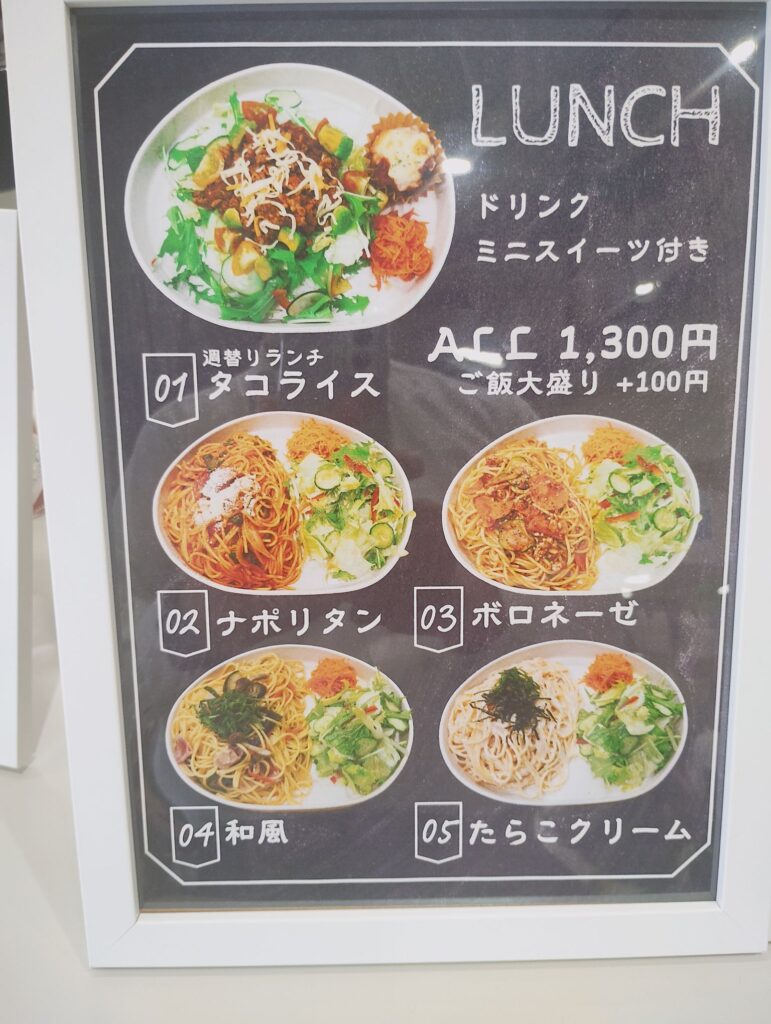 LUNCH
ドリンク
ミニスイーツ付き
ALL 1,300円
ご飯大盛り +100円
01 週替りランチ
タコライス
02 ナポリタン
03 ボロネーゼ
04 和風
05 たらこクリーム